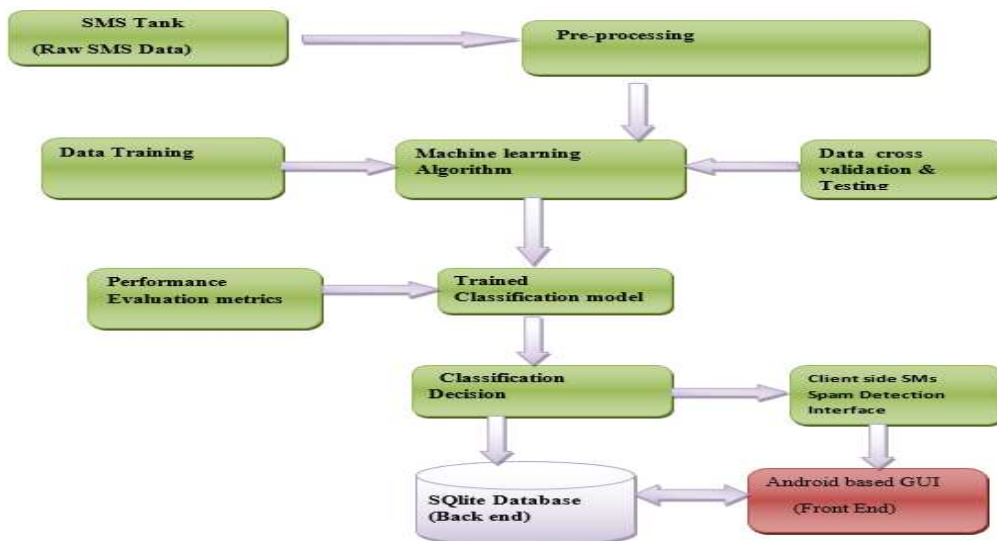 SMS Tank
(Raw SMS Data)
Pre-processing
Data Training
Machine learning
Algorithm
Data cross
validation &
Testing
Performance
Evaluation metrics
Trained
Classification model
Classification
Decision
Client side SMs
Spam Detection
Interface
SQlite Database
(Back end)
Android based GUI
(Front End)